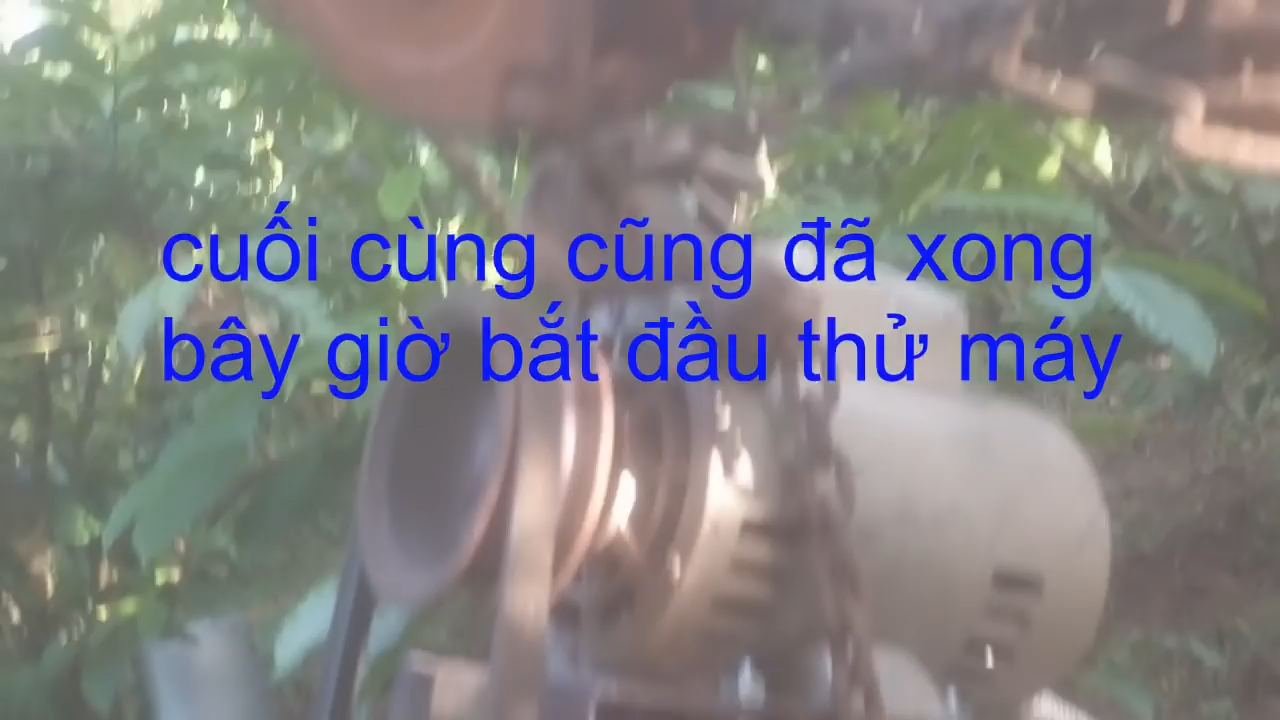 cuối cùng cũng đã xong
bây giờ bắt đầu thử máy